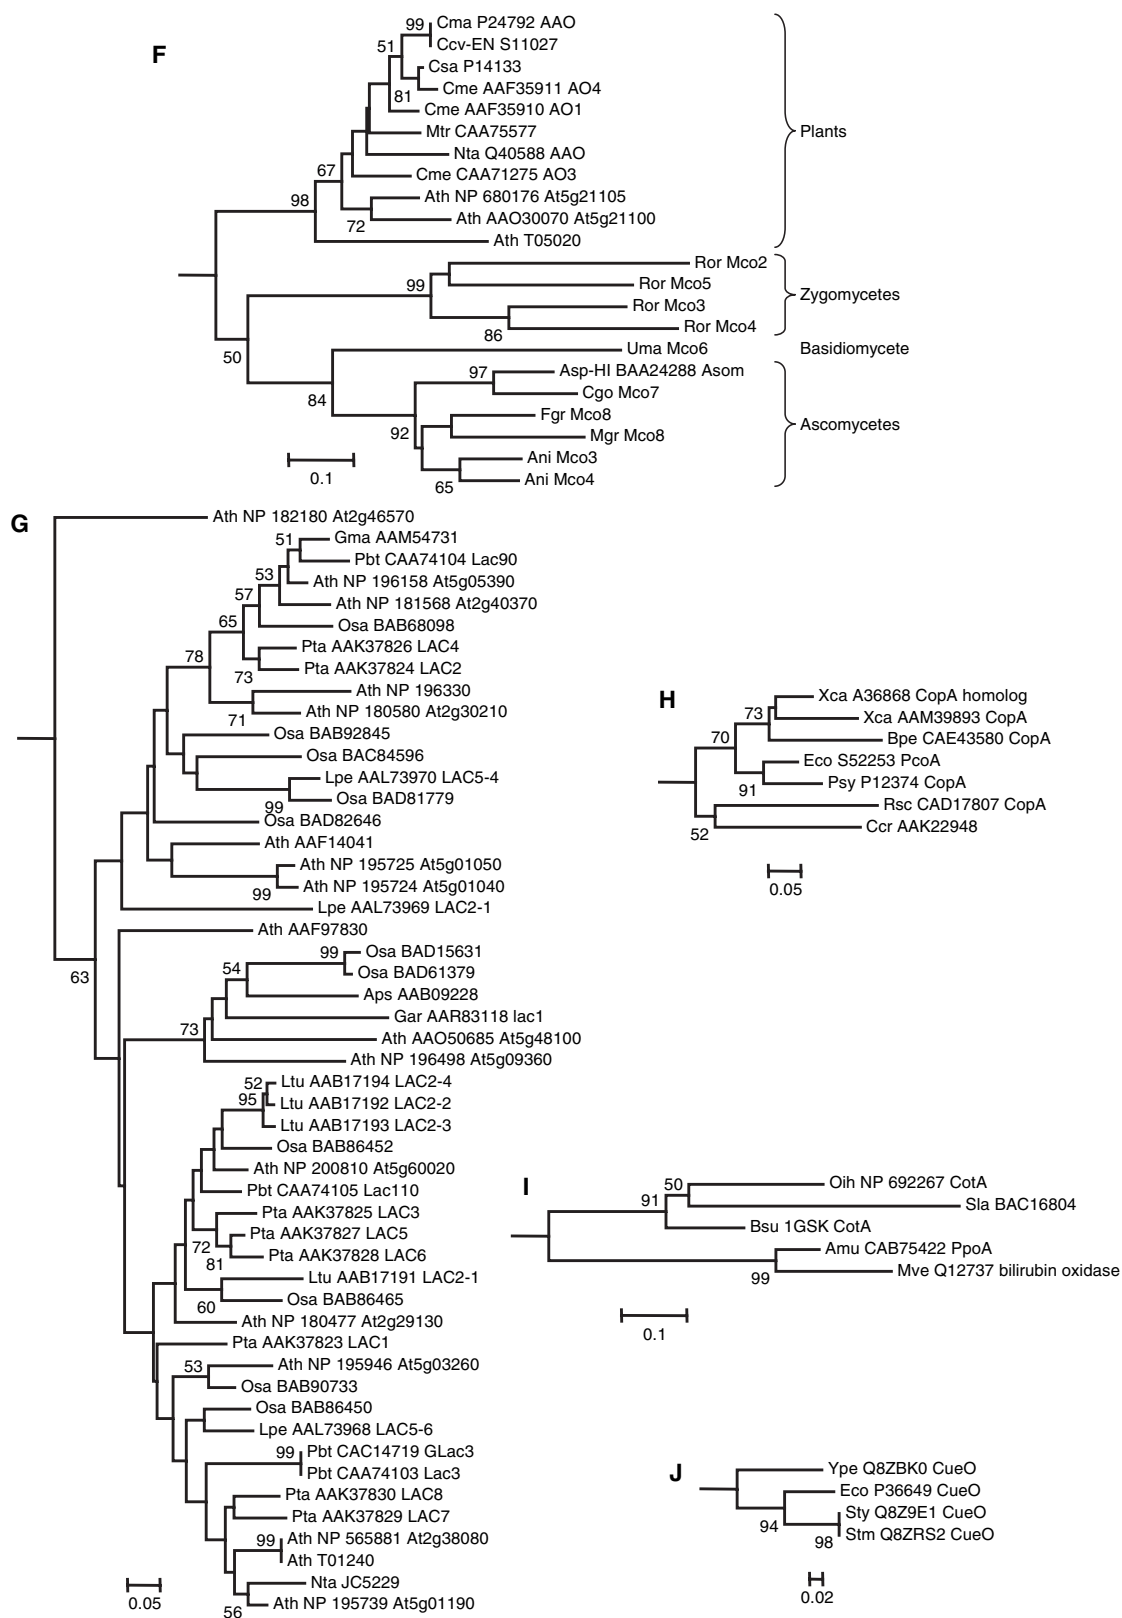 F
99
Cma P24792 AAO
Ccv-EN S11027
51
Csa P14133
Cme AAF35911 AO4
81
Cme AAF35910 AO1
Mtr CAA75577
Plants
Nta Q40588 AAO
67
Cme CAA71275 AO3
98
Ath NP 680176 At5g21105
72
Ath AAO30070 At5g21100
Ath T05020
Ror Mco2
99
Ror Mco5
Zygomycetes
Ror Mco3
86
Ror Mco4
50
Uma Mco6
Basidiomycete
97
Asp-HI BAA24288 Asom
84
Cgo Mco7
Fgr Mco8
Ascomycetes
92
Mgr Mco8
Ani Mco3
65
Ani Mco4
0.1
G
Ath NP 182180 At2g46570
51
Gma AAM54731
Pbt CAA74104 Lac90
53
Ath NP 196158 At5g05390
57
Ath NP 181568 At2g40370
65
Osa BAB68098
Pta AAK37826 LAC4
78
73
Pta AAK37824 LAC2
Ath NP 196330
71
Ath NP 180580 At2g30210
Osa BAB92845
Osa BAC84596
Lpe AAL73970 LAC5-4
99
Osa BAD81779
Osa BAD82646
Ath AAF14041
Ath NP 195725 At5g01050
99
Ath NP 195724 At5g01040
Lpe AAL73969 LAC2-1
63
Ath AAF97830
99
Osa BAD15631
54
Osa BAD61379
Aps AAB09228
Gar AAR83118 lac1
73
Ath AAO50685 At5g48100
Ath NP 196498 At5g09360
52
Ltu AAB17194 LAC2-4
95
Ltu AAB17192 LAC2-2
Ltu AAB17193 LAC2-3
Osa BAB86452
Ath NP 200810 At5g60020
Pbt CAA74105 Lac110
Pta AAK37825 LAC3
72
Pta AAK37827 LAC5
81
Pta AAK37828 LAC6
Ltu AAB17191 LAC2-1
60
Osa BAB86465
Ath NP 180477 At2g29130
Pta AAK37823 LAC1
53
Ath NP 195946 At5g03260
Osa BAB90733
Osa BAB86450
Lpe AAL73968 LAC5-6
99
Pbt CAC14719 GLac3
Pbt CAA74103 Lac3
Pta AAK37830 LAC8
Pta AAK37829 LAC7
99
Ath NP 565881 At2g38080
Ath T01240
Nta JC5229
56
Ath NP 195739 At5g01190
0.05
H
Xca A36868 CopA homolog
73
Xca AAM39893 CopA
70
Bpe CAE43580 CopA
Eco S52253 PcoA
91
Psy P12374 CopA
Rsc CAD17807 CopA
52
Ccr AAK22948
0.05
I
50
Oih NP 692267 CotA
91
Sla BAC16804
Bsu 1GSK CotA
Amu CAB75422 PpoA
99
Mve Q12737 bilirubin oxidase
0.1
J
Ype Q8ZBK0 CueO
Eco P36649 CueO
94
Sty Q8Z9E1 CueO
98
Stm Q8ZRS2 CueO
0.02